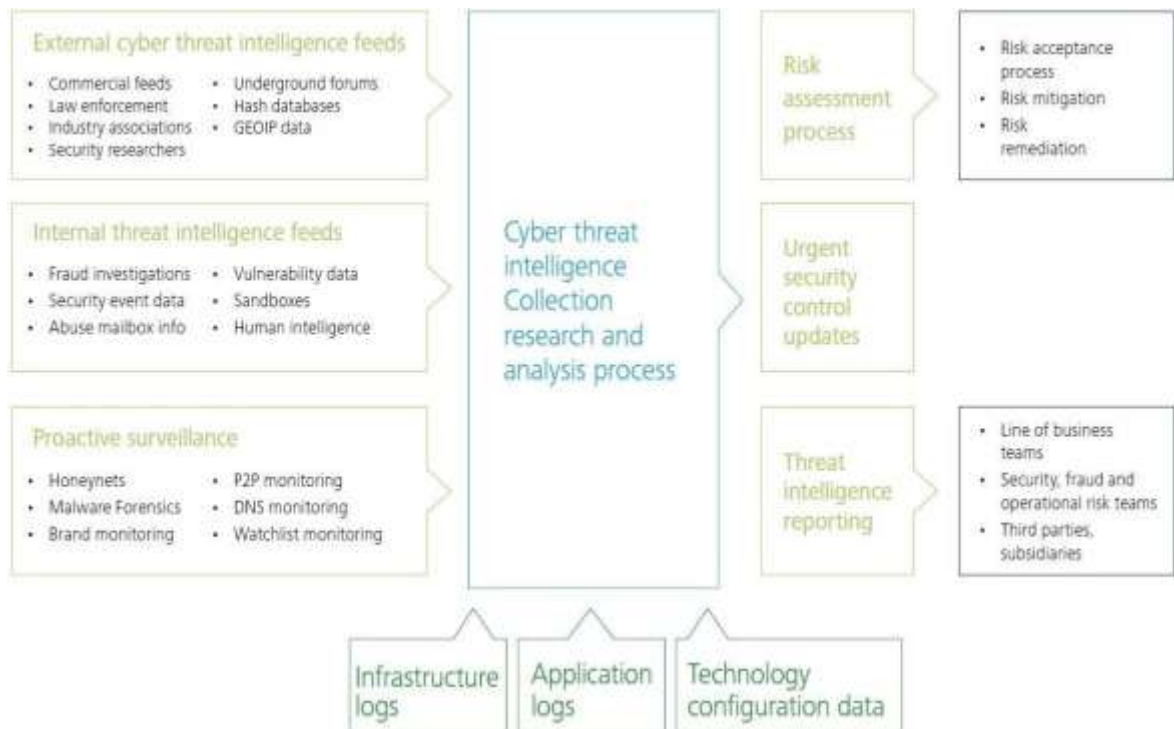 External cyber threat intelligence feeds
• Commercial feeds
• Law enforcement
• Industry associations
• Security researchers
• Underground forums
• Hash databases
• GEOIP data
Internal threat intelligence feeds
• Fraud investigations
• Security event data
• Abuse mailbox info
• Vulnerability data
• Sandboxes
• Human intelligence
Proactive surveillance
• Honeynets
• Malware Forensics
• Brand monitoring
• P2P monitoring
• DNS monitoring
• Watchlist monitoring
Cyber threat
intelligence
Collection
research and
analysis process
Infrastructure
logs
Application
logs
Technology
configuration data
Risk
assessment
process
• Risk acceptance
process
• Risk mitigation
• Risk
remediation
Urgent
security
control
updates
Threat
intelligence
reporting
• Line of business
teams
• Security, fraud and
operational risk teams
• Third parties,
subsidiaries